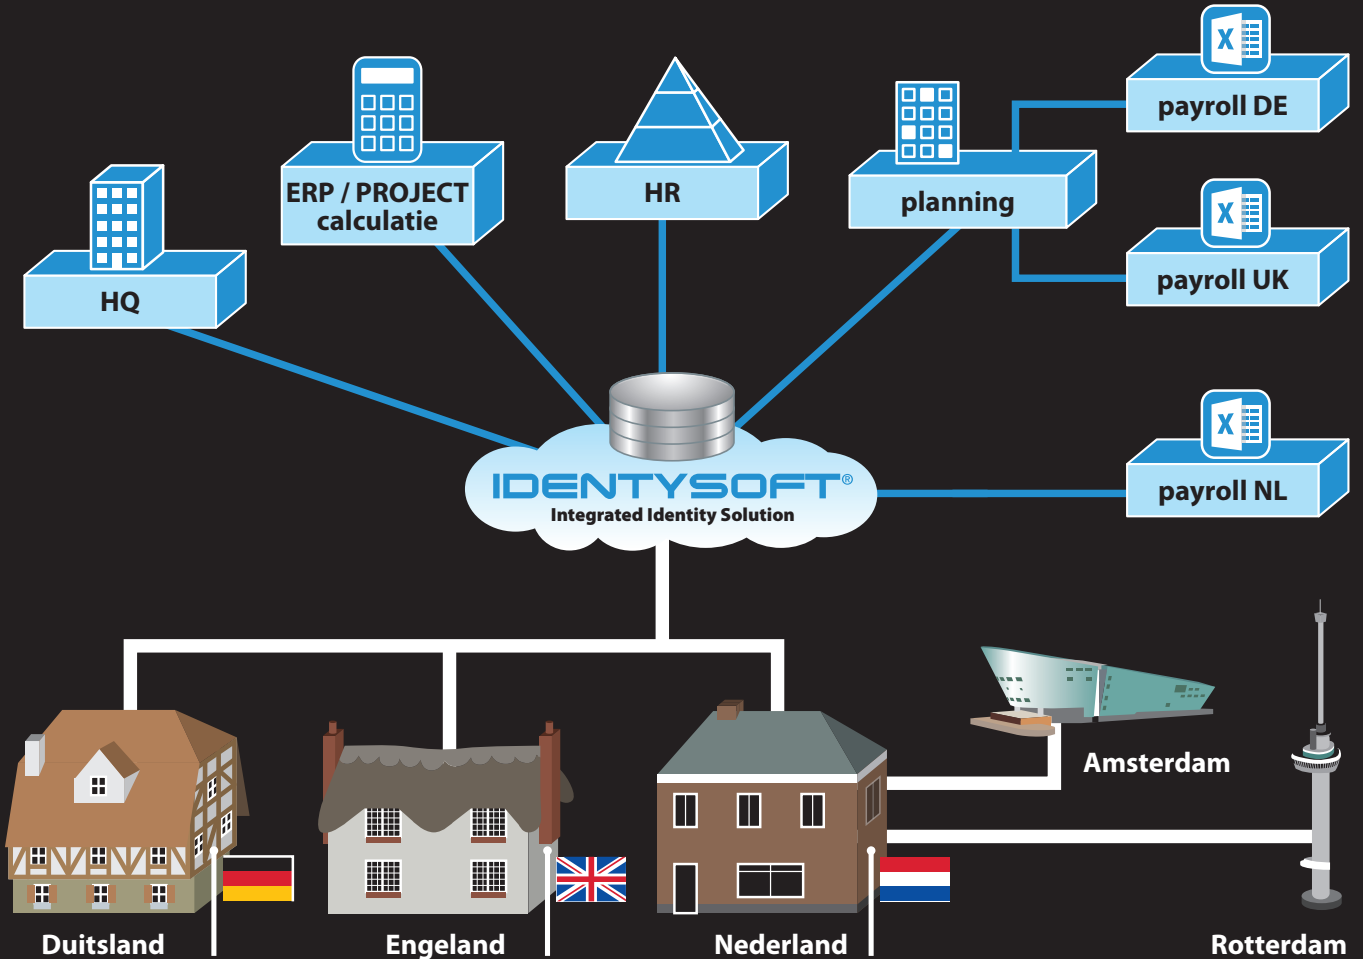 payroll DE
ERP / PROJECT
calculatie
HR
planning
HQ
payroll UK
IDENTYSOFT®
Integrated Identity Solution
payroll NL
Amsterdam
Duitsland
Engeland
Nederland
Rotterdam